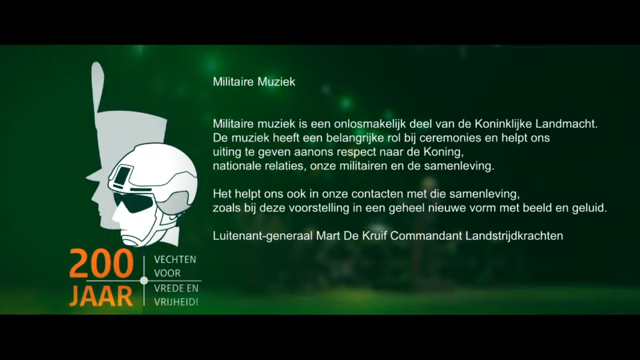 Militaire Muziek
Militaire muziek is een onlosmakelijk deel van de Koninklijke Landmacht.
De muziek heeft een belangrijke rol bij ceremonies en helpt ons
uiting te geven aanons respect naar de Koning,
nationale relaties, onze militairen en de samenleving.
Het helpt ons ook in onze contacten met die samenleving,
zoals bij deze voorstelling in een geheel nieuwe vorm met beeld en geluid.
Luitenant-generaal Mart De Kruif Commandant Landstrijdkrachten
200
JAAR
VECHTEN
VOOR
VREDE EN
VRIJHEID!